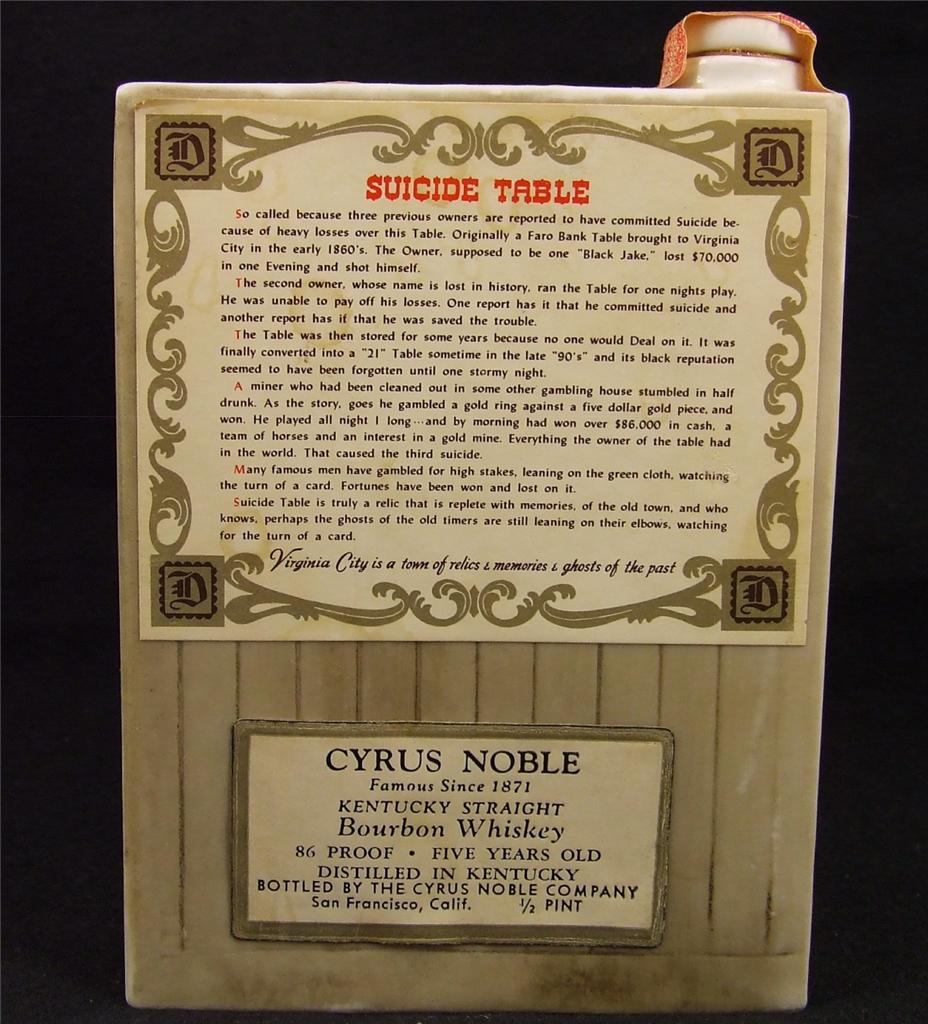 D D
SUICIDE TABLE
So called because three previous owners are reported to have committed Suicide be-
cause of heavy losses over this Table. Originally a Faro Bank Table brought to Virginia
City in the early 1860's. The Owner, supposed to be one "Black Jake," lost $70,000
in one Evening and shot himself.
The second owner, whose name is lost in history, ran the Table for one nights play.
He was unable to pay off his losses. One report has it that he committed suicide and
another report has if that he was saved the trouble.
The Table was then stored for some years because no one would Deal on it. It was
finally converted into a "21" Table sometime in the late "90's" and its black reputation
seemed to have been forgotten until one stormy night.
A miner who had been cleaned out in some other gambling house stumbled in half
drunk. As the story, goes he gambled a gold ring against a five dollar gold piece, and
won. He played all night l long...and by morning had won over $86,000 in cash, a
team of horses and an interest in a gold mine. Everything the owner of the table had
in the world. That caused the third suicide.
Many famous men have gambled for high stakes, leaning on the green cloth, watching
the turn of a card. Fortunes have been won and lost on it.
Suicide Table is truly a relic that is replete with memories, of the old town, and who
knows, perhaps the ghosts of the old timers are still leaning on their elbows, watching
for the turn of a card.
Virginia City is a town of relics & memories & ghosts of the past
D D
CYRUS NOBLE
Famous Since 1871
KENTUCKY STRAIGHT
Bourbon Whiskey
86 PROOF • FIVE YEARS OLD
DISTILLED IN KENTUCKY
BOTTLED BY THE CYRUS NOBLE COMPANY
San Francisco, Calif. ½ PINT